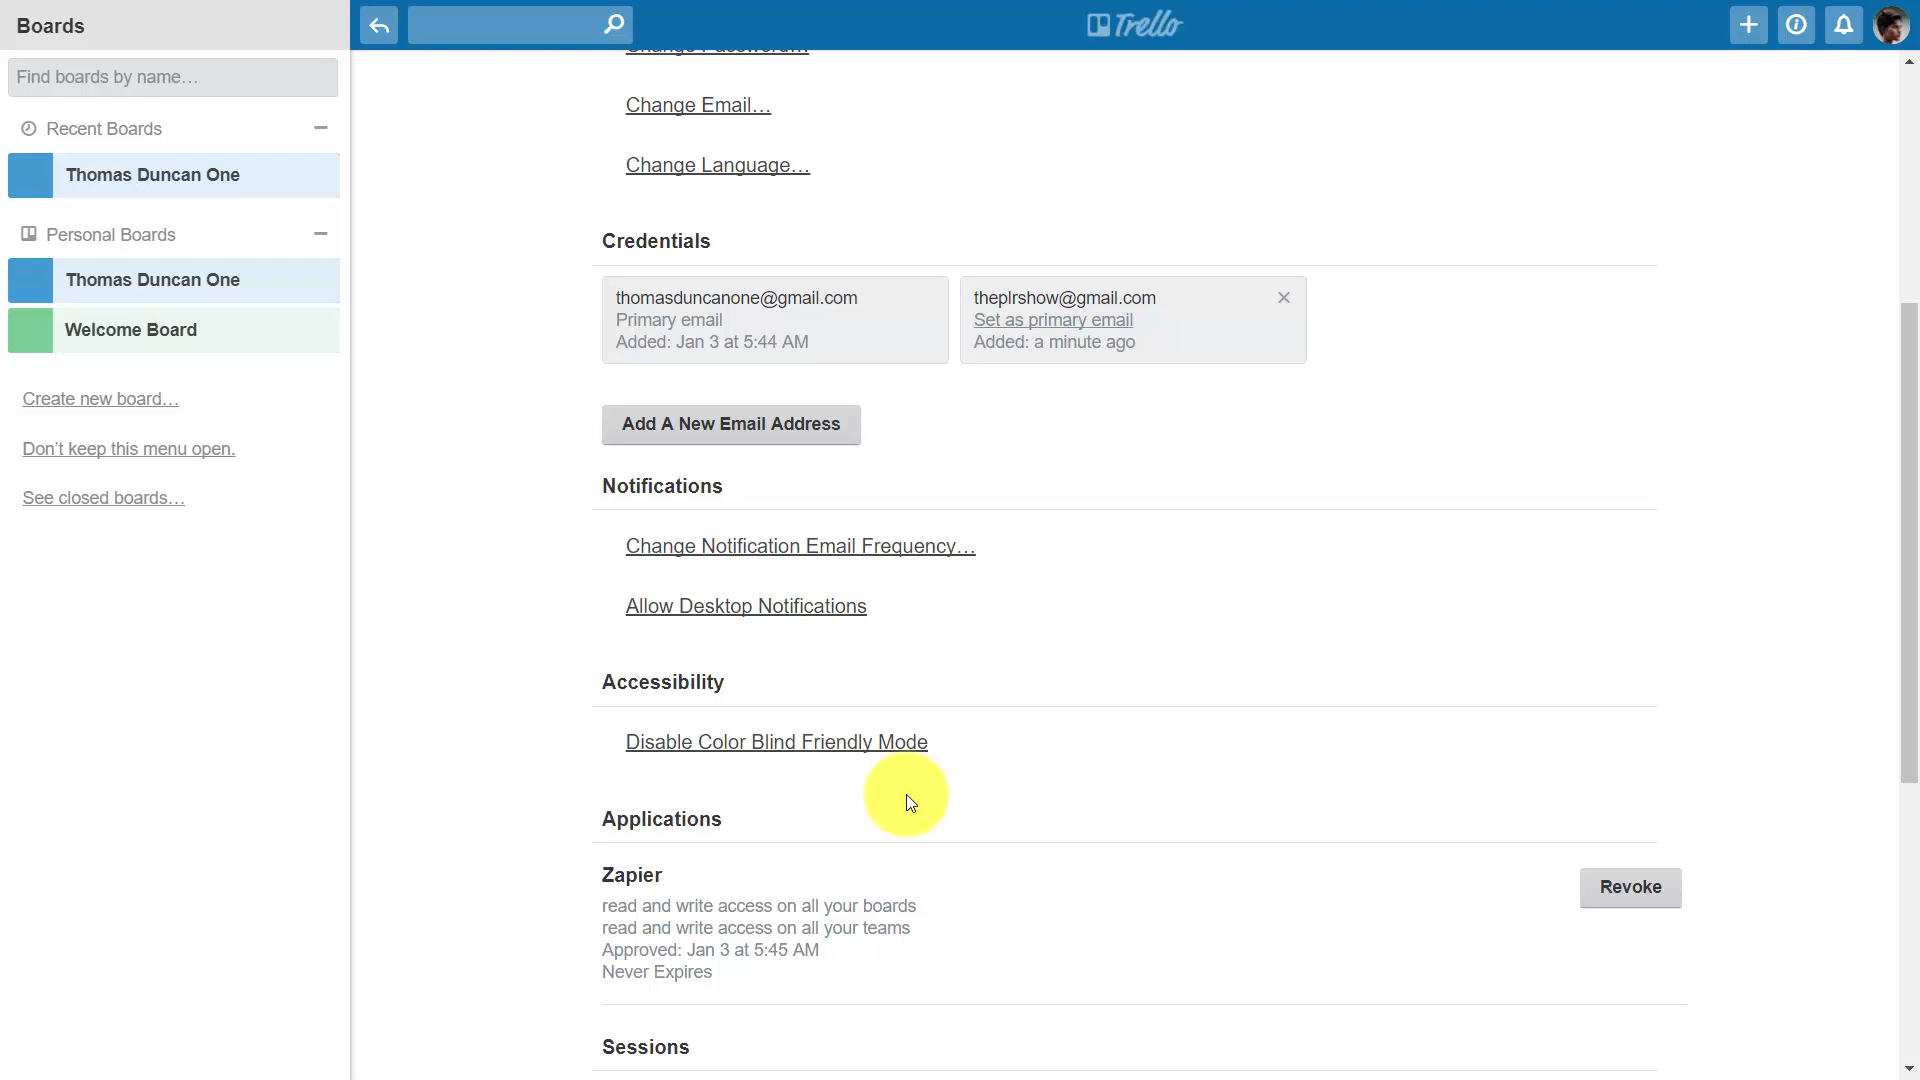 Boards
Trello
Find boards by name…
Recent Boards
Thomas Duncan One
Personal Boards
Thomas Duncan One
Welcome Board
Create new board…
Don't keep this menu open.
See closed boards…
Change Password…
Change Email…
Change Language…
Credentials
thomasduncanone@gmail.com
Primary email
Added: Jan 3 at 5:44 AM
theplrshow@gmail.com
Set as primary email
Added: a minute ago
Add A New Email Address
Notifications
Change Notification Email Frequency…
Allow Desktop Notifications
Accessibility
Disable Color Blind Friendly Mode
Applications
Zapier
Revoke
read and write access on all your boards
read and write access on all your teams
Approved: Jan 3 at 5:45 AM
Never Expires
Sessions